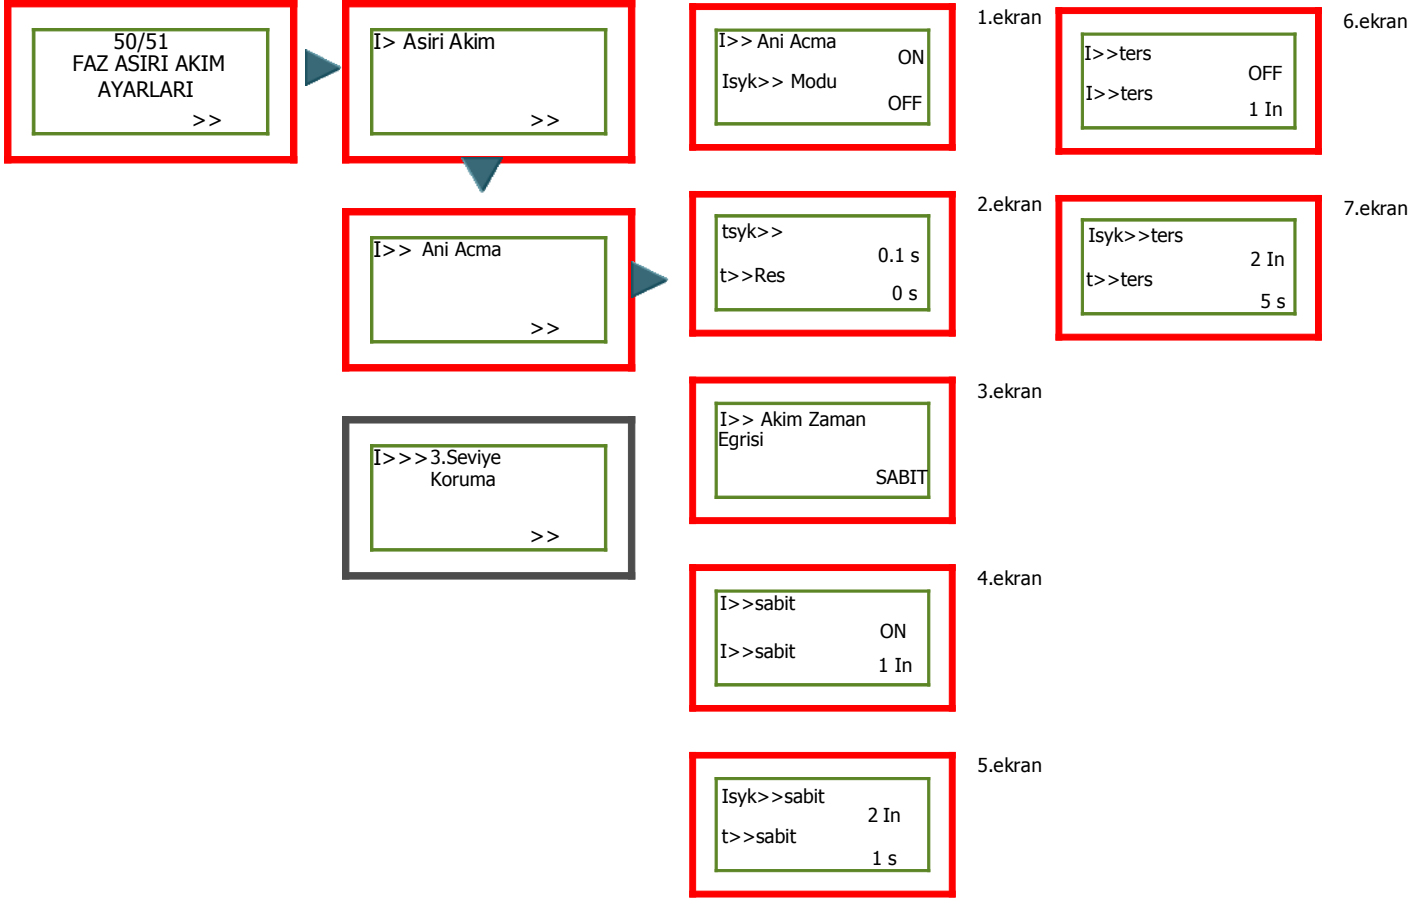 50/51
FAZ ASIRI AKIM
AYARLARI
>>
I> Asiri Akim
>>
I>> Ani Acma
>>
I>>>3.Seviye
Koruma
>>
1.ekran
I>> Ani Acma
ON
Isyk>> Modu
OFF
2.ekran
tsyk>>
0.1 s
t>>Res
0 s
3.ekran
I>> Akim Zaman
Egrisi
SABIT
4.ekran
I>>sabit
ON
I>>sabit
1 In
5.ekran
Isyk>>sabit
2 In
t>>sabit
1 s
6.ekran
I>>ters
OFF
I>>ters
1 In
7.ekran
Isyk>>ters
2 In
t>>ters
5 s